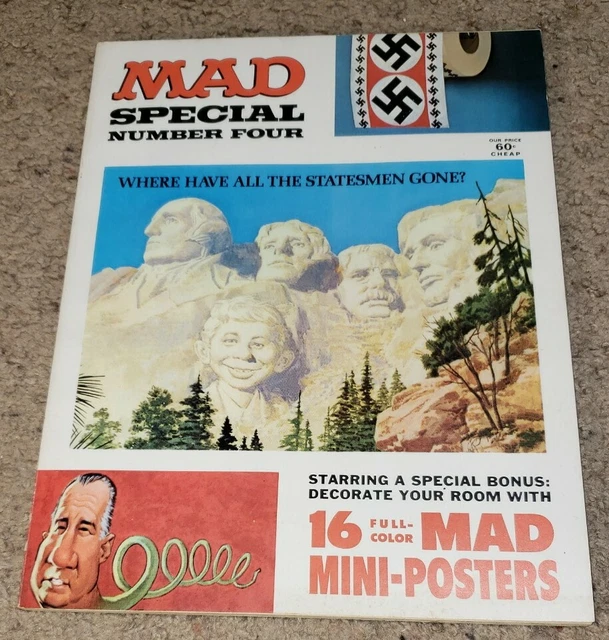 MAD
SPECIAL
NUMBER FOUR
OUR PRICE
60¢
CHEAP
WHERE HAVE ALL THE STATESMEN GONE?
STARRING A SPECIAL BONUS:
DECORATE YOUR ROOM WITH
16 FULL-COLOR MAD
MINI-POSTERS